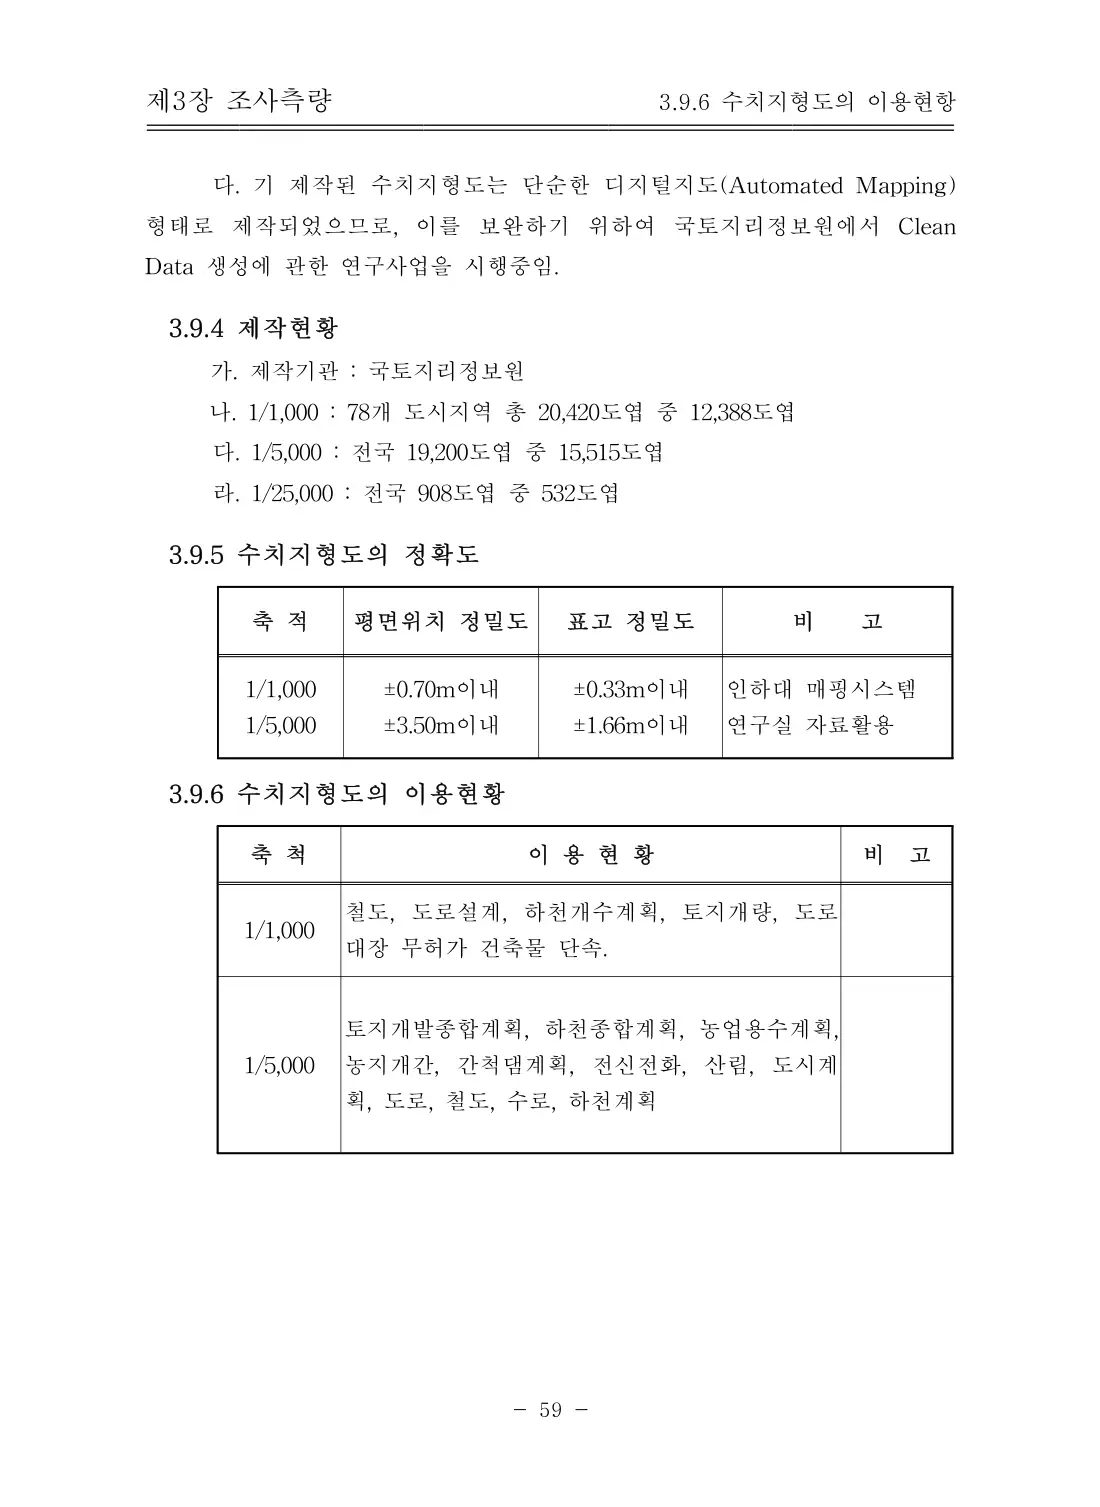 제3장 조사측량 3.9.6 수치지형도의 이용현항
다. 기 제작된 수치지형도는 단순한 디지털지도(Automated Mapping)
형태로 제작되었으므로, 이를 보완하기 위하여 국토지리정보원에서 Clean
Data 생성에 관한 연구사업을 시행중임.
3.9.4 제작현황
가. 제작기관 : 국토지리정보원
나. 1/1,000 : 78개 도시지역 총 20,420도엽 중 12,388도엽
다. 1/5,000 : 전국 19,200도엽 중 15,515도엽
라. 1/25,000 : 전국 908도엽 중 532도엽
3.9.5 수치지형도의 정확도
축 적 평면위치 정밀도 표고 정밀도 비 고
1/1,000 ±0.70m이내 ±0.33m이내 인하대 매핑시스템
1/5,000 ±3.50m이내 ±1.66m이내 연구실 자료활용
3.9.6 수치지형도의 이용현황
축 척 이 용 현 황 비 고
1/1,000
철도, 도로설계, 하천개수계획, 토지개량, 도로
대장 무허가 건축물 단속.
1/5,000
토지개발종합계획, 하천종합계획, 농업용수계획,
농지개간, 간척댐계획, 전신전화, 산림, 도시계
획, 도로, 철도, 수로, 하천계획
- 59 -